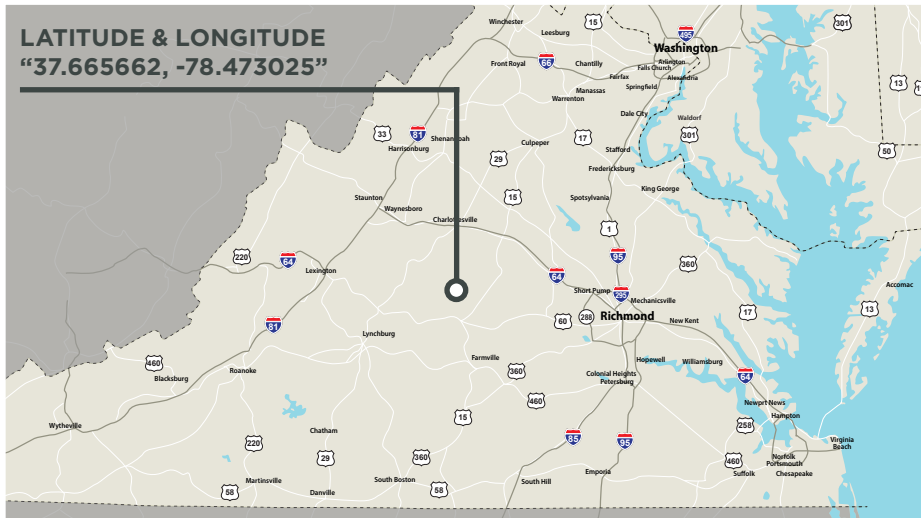 LATITUDE & LONGITUDE
“37.665662, -78.473025”
Winchester
15
Leesburg
301
495
Washington
Front Royal
66
Chantilly
Arlington
Falls Church
Fairfax
Alexandria
Springfield
Manassas
Warrenton
13
Dale City
Waldorf
33
81
Shenandoah
Harrisonburg
Culpeper
17
301
Stafford
50
29
Fredericksburg
King George
Staunton
Waynesboro
15
Spotsylvania
Charlottesville
1
220
64
Lexington
95
360
64
Accomac
Short Pump
295
Mechanicsville
13
81
60
288
Richmond
New Kent
17
Lynchburg
460
Blacksburg
Roanoke
Farmville
360
Hopewell
Williamsburg
Colonial Heights
Petersburg
64
460
Newprt News
Hampton
15
Wytheville
Chatham
258
85
95
Virginia
Beach
220
29
360
460
Norfolk
Portsmouth
Suffolk
Chesapeake
Emporia
58
Martinsville
Danville
South Boston
58
South Hill